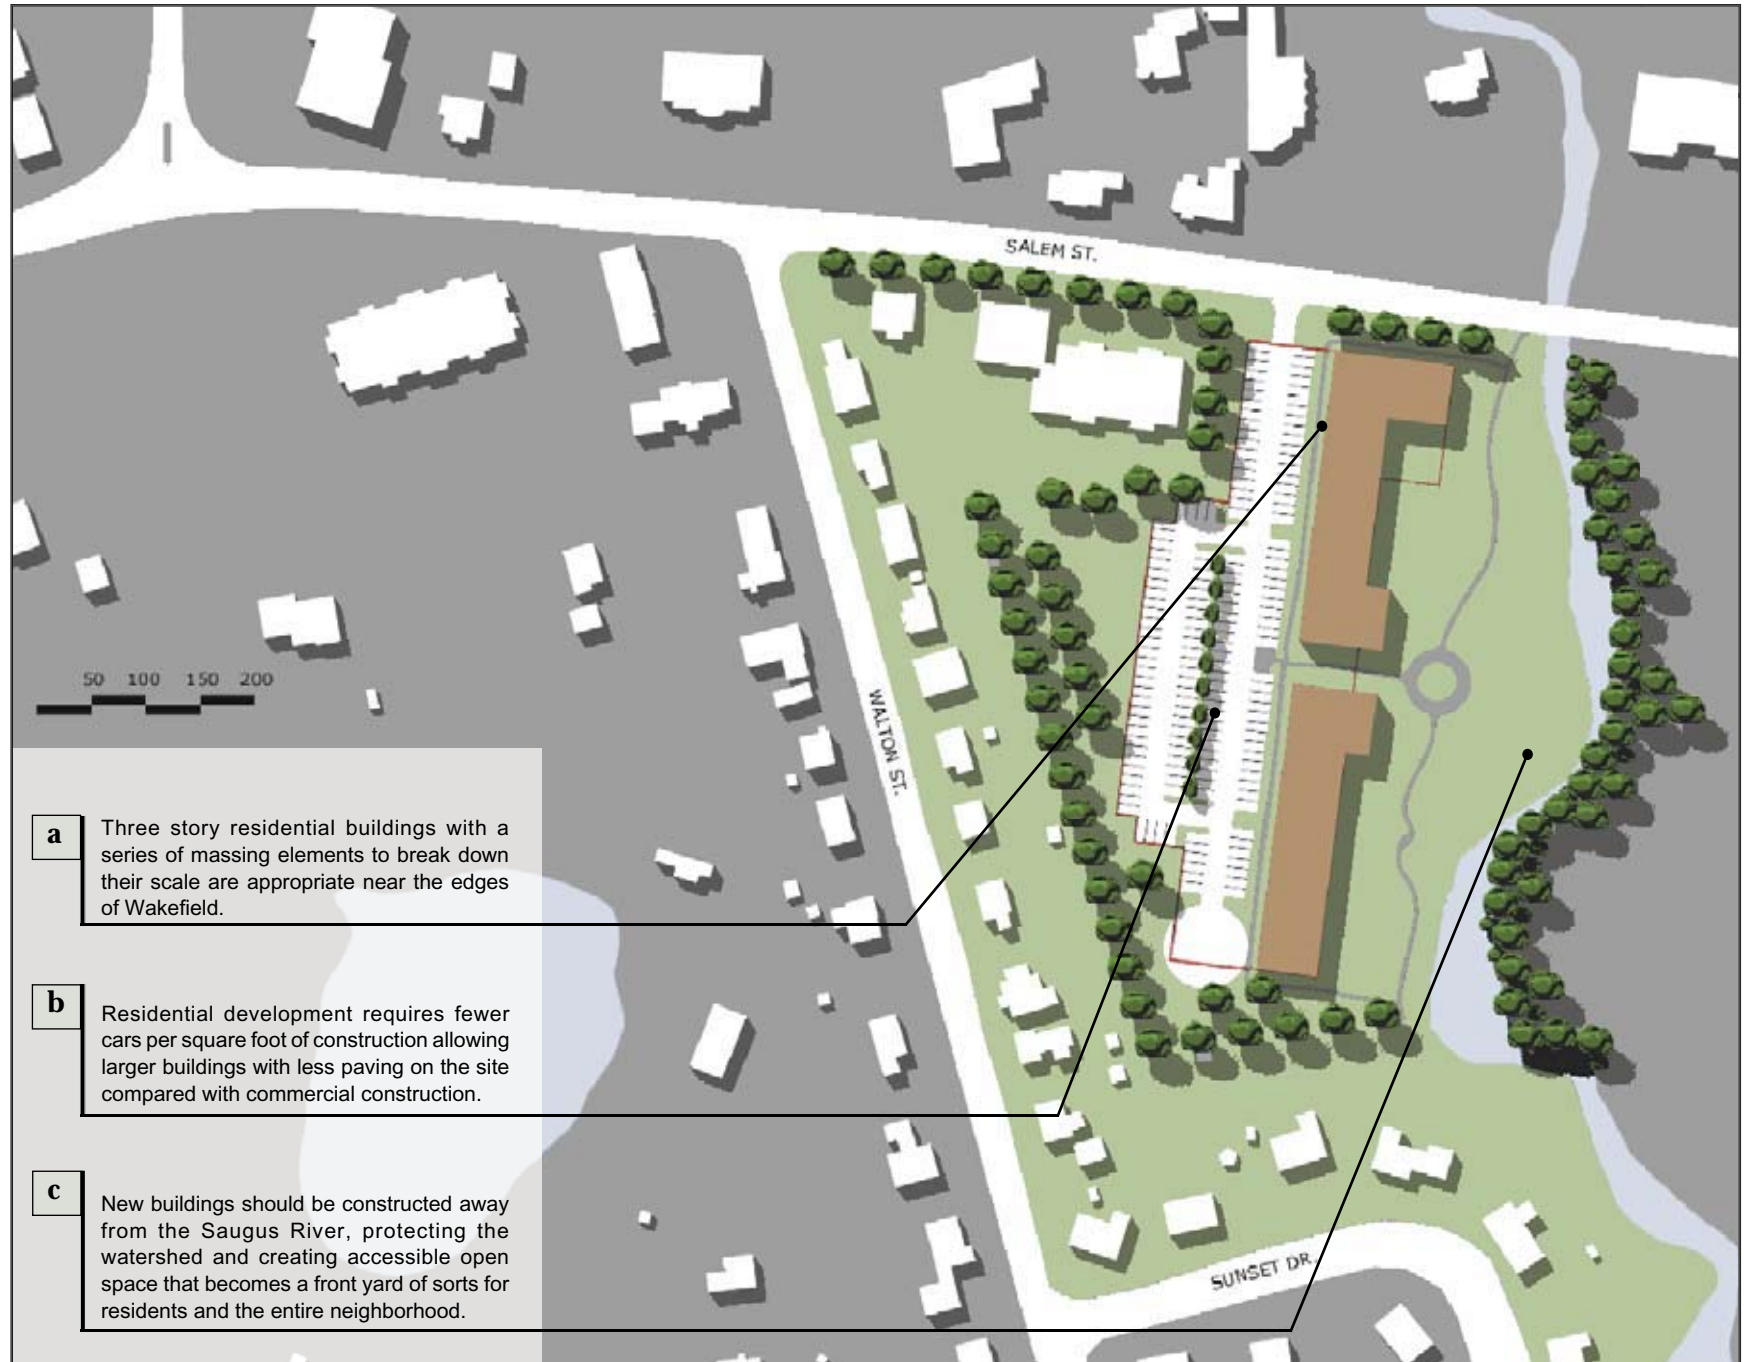 SALEM ST.
50 100 150 200
WALTON ST.
a
Three story residential buildings with a
series of massing elements to break down
their scale are appropriate near the edges
of Wakefield.
b
Residential development requires fewer
cars per square foot of construction allowing
larger buildings with less paving on the site
compared with commercial construction.
c
New buildings should be constructed away
from the Saugus River, protecting the
watershed and creating accessible open
space that becomes a front yard of sorts for
residents and the entire neighborhood.
SUNSET DR.